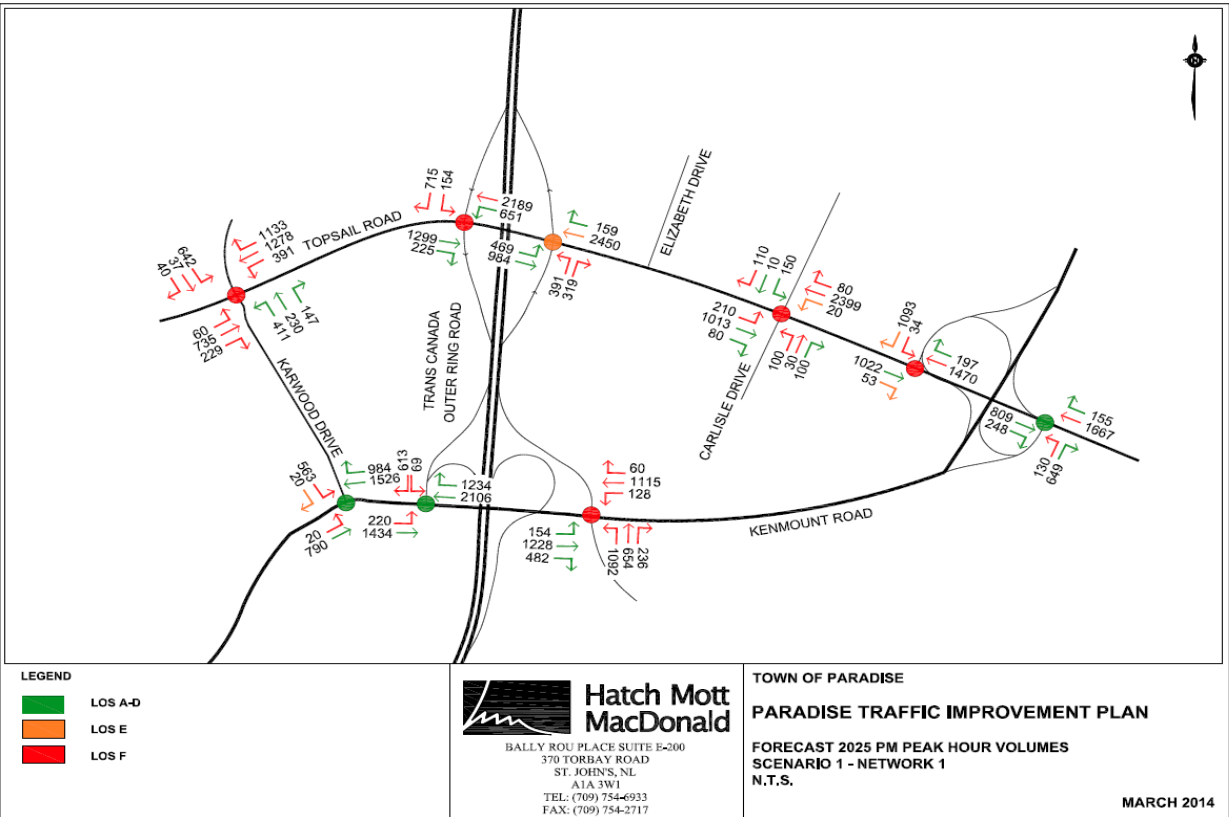 715
154
2189
651
TOPSAIL ROAD
1299
225
469
984
159
2450
391
319
ELIZABETH DRIVE
642
37
40
1133
1278
391
60
735
229
147
230
411
KARWOOD DRIVE
TRANS CANADA
OUTER RING ROAD
110
10
150
80
2399
20
210
1013
80
100
30
100
CARLISLE DRIVE
1093
34
197
1470
1022
53
809
248
155
1667
130
649
563
20
984
1526
20
790
613
69
1234
2106
220
1434
60
1115
128
154
1228
482
1092
654
236
KENMOUNT ROAD
LEGEND
LOS A-D
LOS E
LOS F
Hatch Mott
MacDonald
BALLY ROU PLACE SUITE E-200
370 TORBAY ROAD
ST. JOHN'S, NL
A1A 3W1
TEL: (709) 754-6933
FAX: (709) 754-2717
TOWN OF PARADISE
PARADISE TRAFFIC IMPROVEMENT PLAN
FORECAST 2025 PM PEAK HOUR VOLUMES
SCENARIO 1 - NETWORK 1
N.T.S.
MARCH 2014